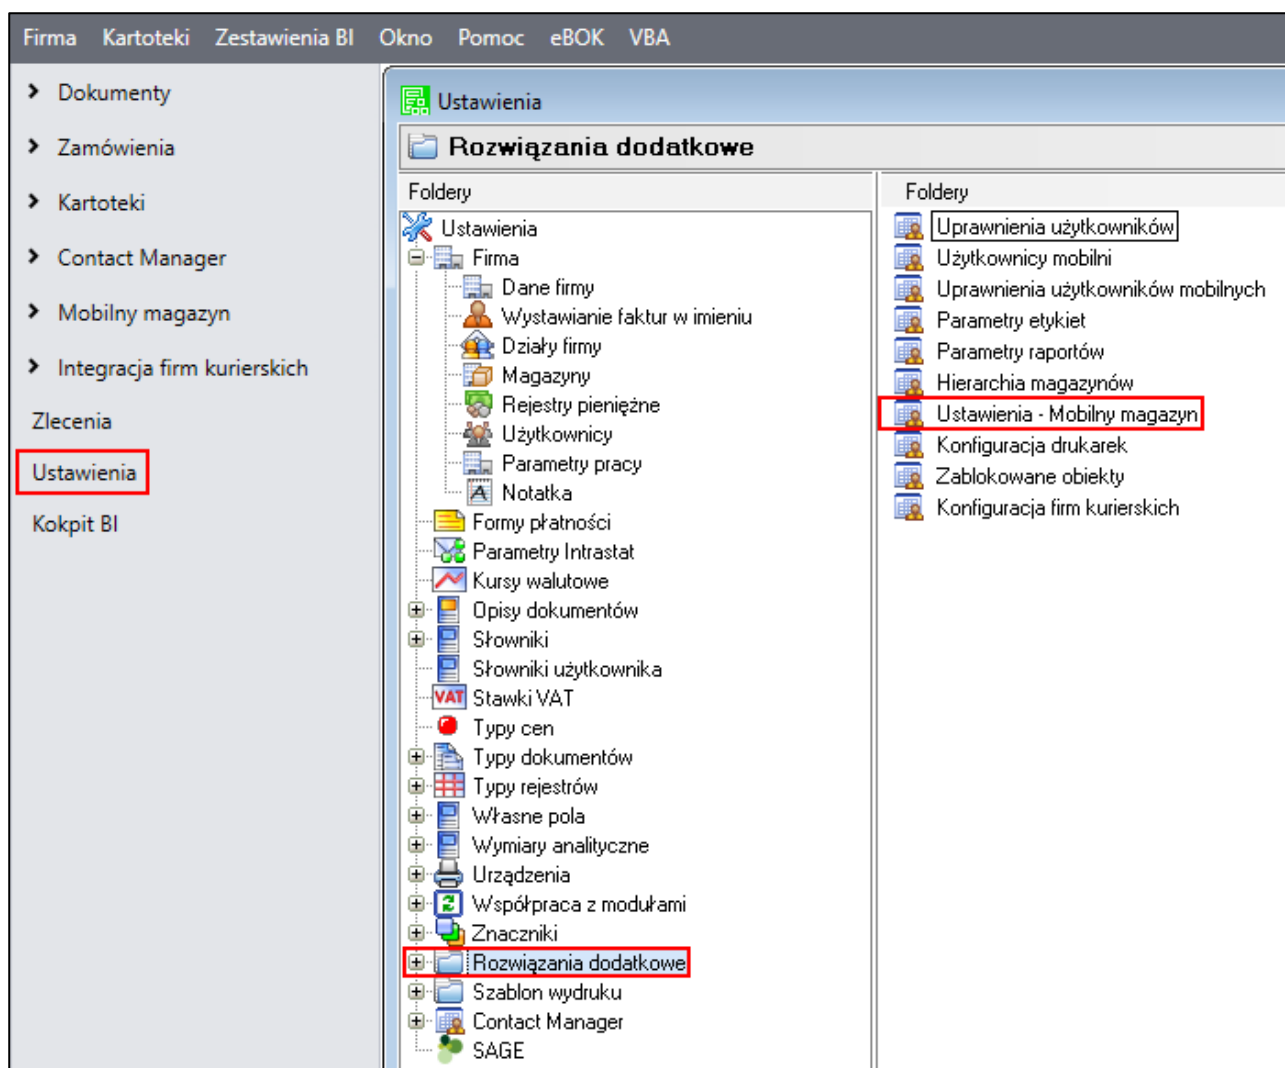 Firma Kartoteki Zestawienia BI Okno Pomoc eBOK VBA
Dokumenty
Zamówienia
Kartoteki
Contact Manager
Mobilny magazyn
Integracja firm kurierskich
Zlecenia
Ustawienia
Kokpit BI
Ustawienia
Rozwiązania dodatkowe
Foldery
Ustawienia
Firma
Dane firmy
Wystawianie faktur w imieniu
Działy firmy
Magazyny
Rejestry pieniężne
Użytkownicy
Parametry pracy
Notatka
Formy płatności
Parametry Intrastat
Kursy walutowe
Opisy dokumentów
Słowniki
Słowniki użytkownika
VAT Stawki VAT
Typy cen
Typy dokumentów
Typy rejestrów
Własne pola
Wymiary analityczne
Urządzenia
Współpraca z modułami
Znaczniki
Rozwiązania dodatkowe
Szablon wydruku
Contact Manager
SAGE
Foldery
Uprawnienia użytkowników
Użytkownicy mobilni
Uprawnienia użytkowników mobilnych
Parametry etykiet
Parametry raportów
Hierarchia magazynów
Ustawienia - Mobilny magazyn
Konfiguracja drukarek
Zablokowane obiekty
Konfiguracja firm kurierskich